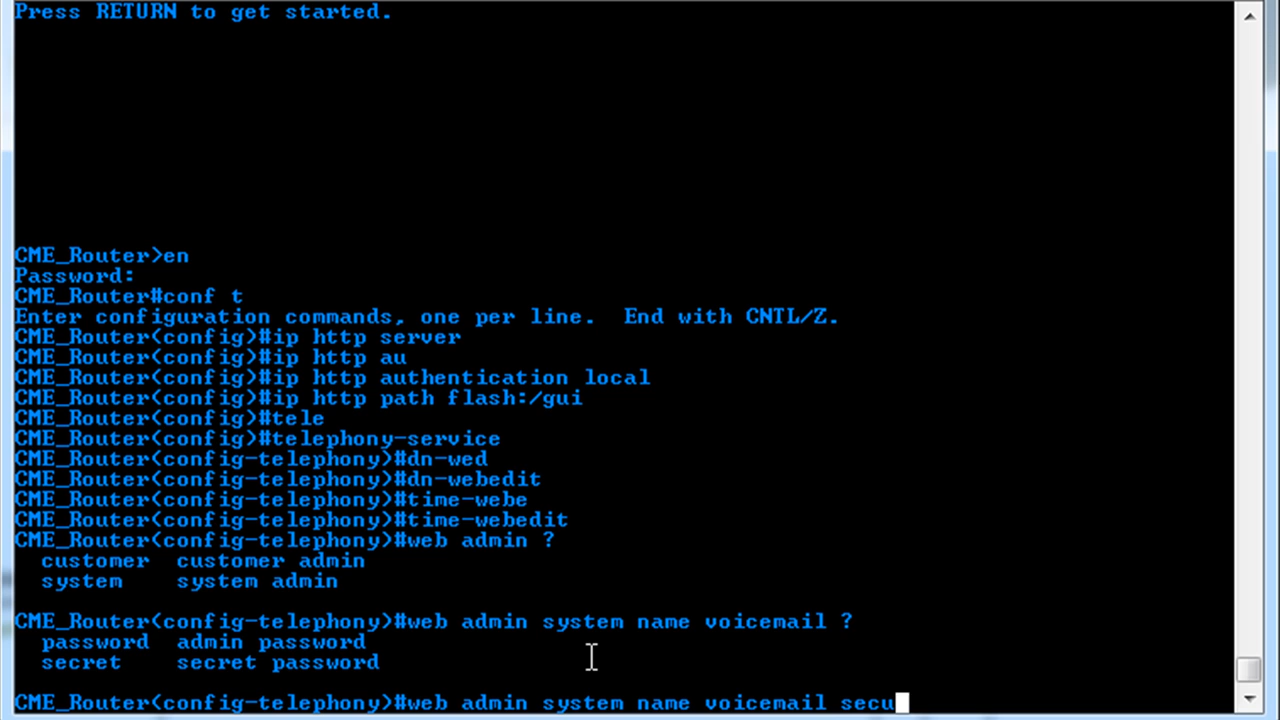 Press RETURN to get started.
CME_Router>en
Password:
CME_Router#conf t
Enter configuration commands, one per line.  End with CNTL/Z.
CME_Router(config)#ip http server
CME_Router(config)#ip http au
CME_Router(config)#ip http authentication local
CME_Router(config)#ip http path flash:/gui
CME_Router(config)#tele
CME_Router(config)#telephony-service
CME_Router(config-telephony)#dn-wed
CME_Router(config-telephony)#dn-webedit
CME_Router(config-telephony)#time-webe
CME_Router(config-telephony)#time-webedit
CME_Router(config-telephony)#web admin ?
  customer  customer admin
  system    system admin
CME_Router(config-telephony)#web admin system name voicemail ?
  password  admin password
  secret    secret password
CME_Router(config-telephony)#web admin system name voicemail secu